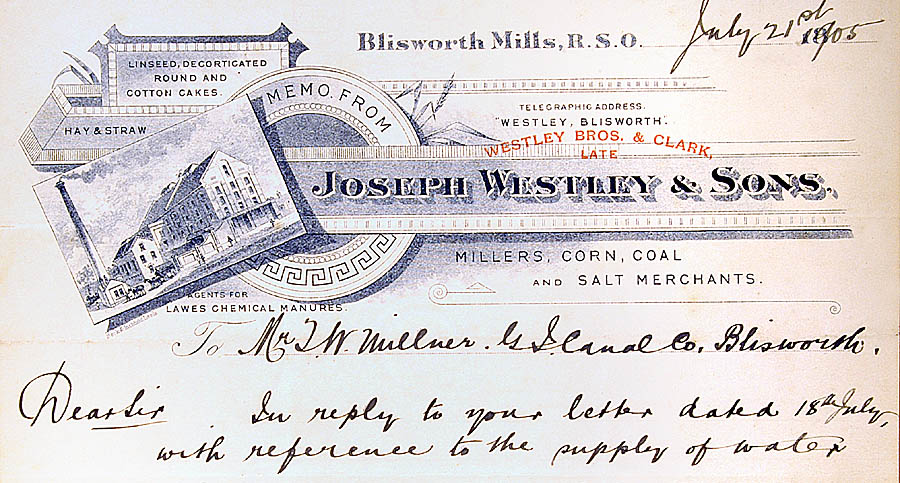 Blisworth Mills, R.S.O.
July 21st 1905
LINSEED, DECORTICATED
ROUND AND
COTTON CAKES.
HAY & STRAW
MEMO. FROM
TELEGRAPHIC ADDRESS.
"WESTLEY, BLISWORTH".
WESTLEY BROS. & CLARK,
LATE
JOSEPH WESTLEY & SONS.
MILLERS, CORN, COAL
AND SALT MERCHANTS.
AGENTS FOR
LAWES CHEMICAL MANURES.
To Mr J. W. Millner. G J. Canal Co. Blisworth.
Dear Sir In reply to your letter dated 18th July,
with reference to the supply of water